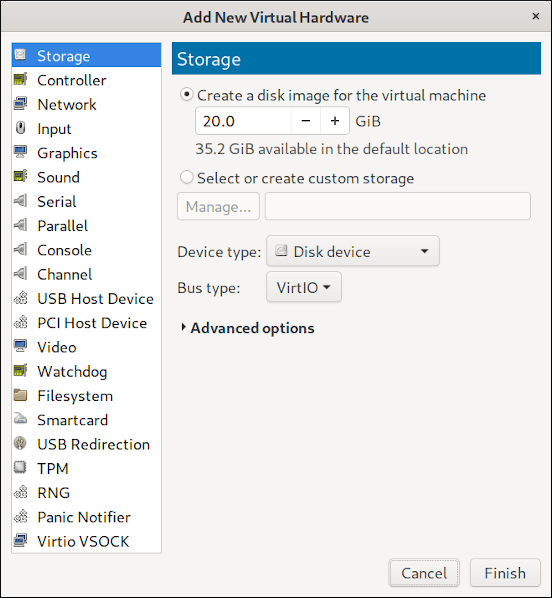 Add New Virtual Hardware
Storage
Controller
Network
Input
Graphics
Sound
Serial
Parallel
Console
Channel
USB Host Device
PCI Host Device
Video
Watchdog
Filesystem
Smartcard
USB Redirection
TPM
RNG
Panic Notifier
Virtio VSOCK
Storage
Create a disk image for the virtual machine
20.0 − + GiB
35.2 GiB available in the default location
Select or create custom storage
Manage...
Device type: Disk device
Bus type: VirtIO
Advanced options
Cancel Finish